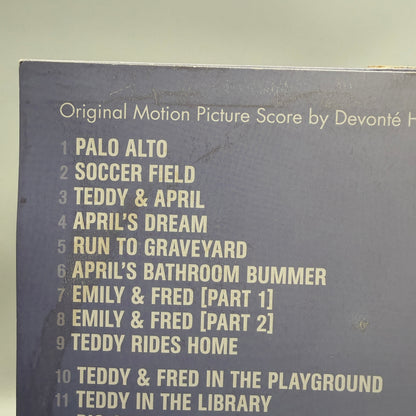 Original Motion Picture Score by Devonté H
1 PALO ALTO
2 SOCCER FIELD
3 TEDDY & APRIL
4 APRIL'S DREAM
5 RUN TO GRAVEYARD
6 APRIL'S BATHROOM BUMMER
7 EMILY & FRED [PART 1]
8 EMILY & FRED [PART 2]
9 TEDDY RIDES HOME
10 TEDDY & FRED IN THE PLAYGROUND
11 TEDDY IN THE LIBRARY